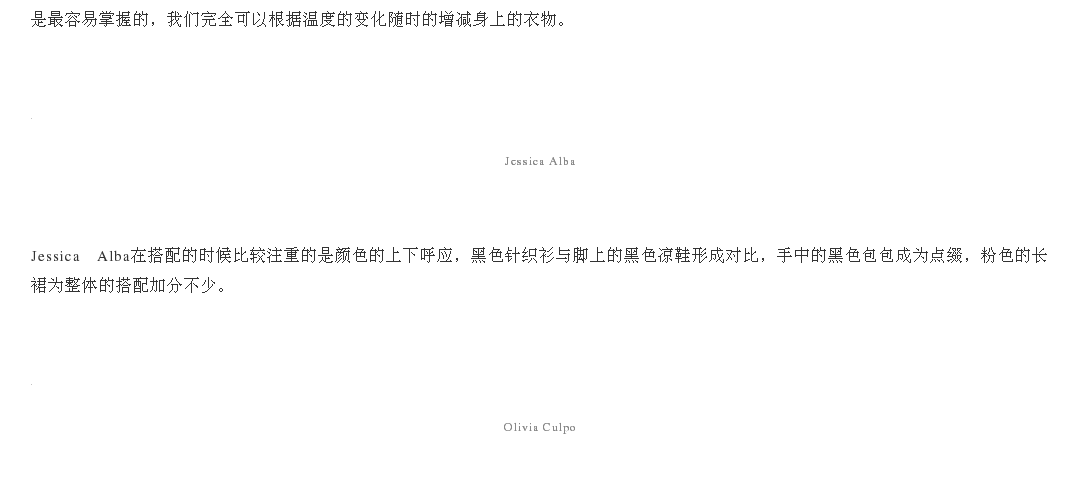 是最容易掌握的，我们完全可以根据温度的变化随时的增减身上的衣物。
Jessica Alba
Jessica　Alba在搭配的时候比较注重的是颜色的上下呼应，黑色针织衫与脚上的黑色凉鞋形成对比，手中的黑色包包成为点缀，粉色的长
裙为整体的搭配加分不少。
Olivia Culpo